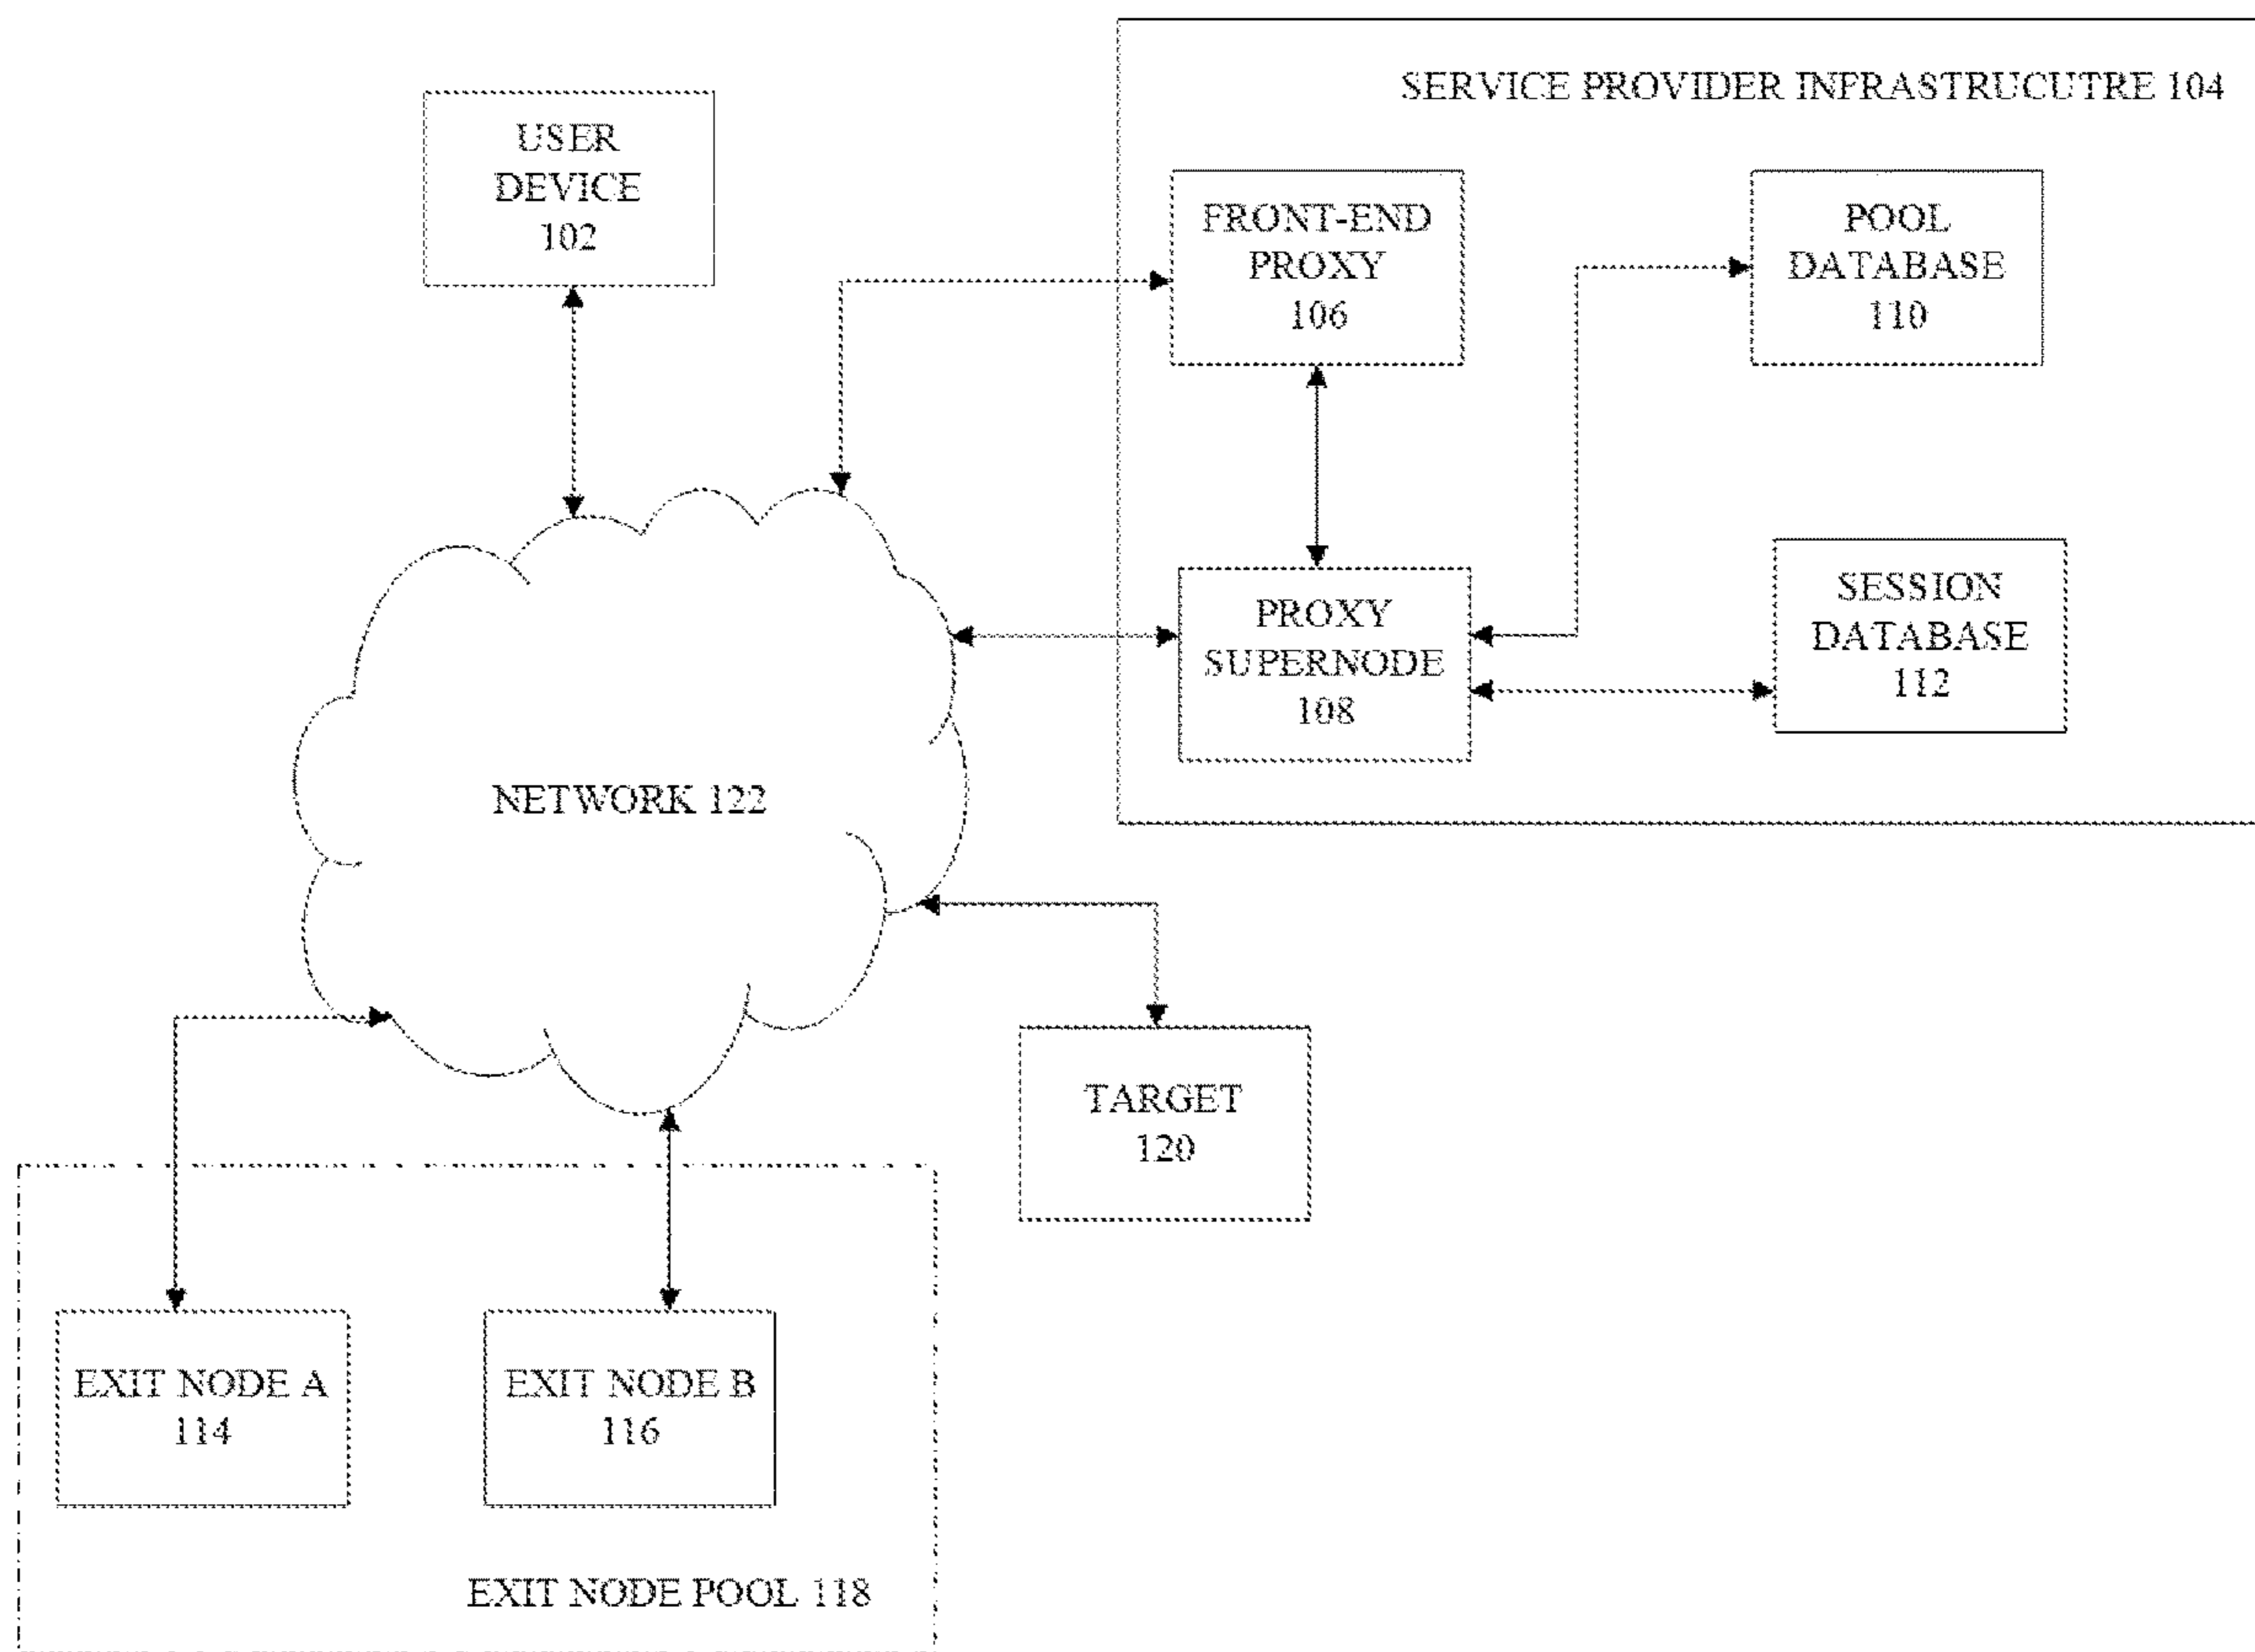 SERVICE PROVIDER INFRASTRUCUTRE 104
USER
DEVICE
102
FRONT-END
PROXY
106
POOL
DATABASE
110
PROXY
SUPERNODE
108
SESSION
DATABASE
112
NETWORK 122
TARGET
120
EXIT NODE A
114
EXIT NODE B
116
EXIT NODE POOL 118